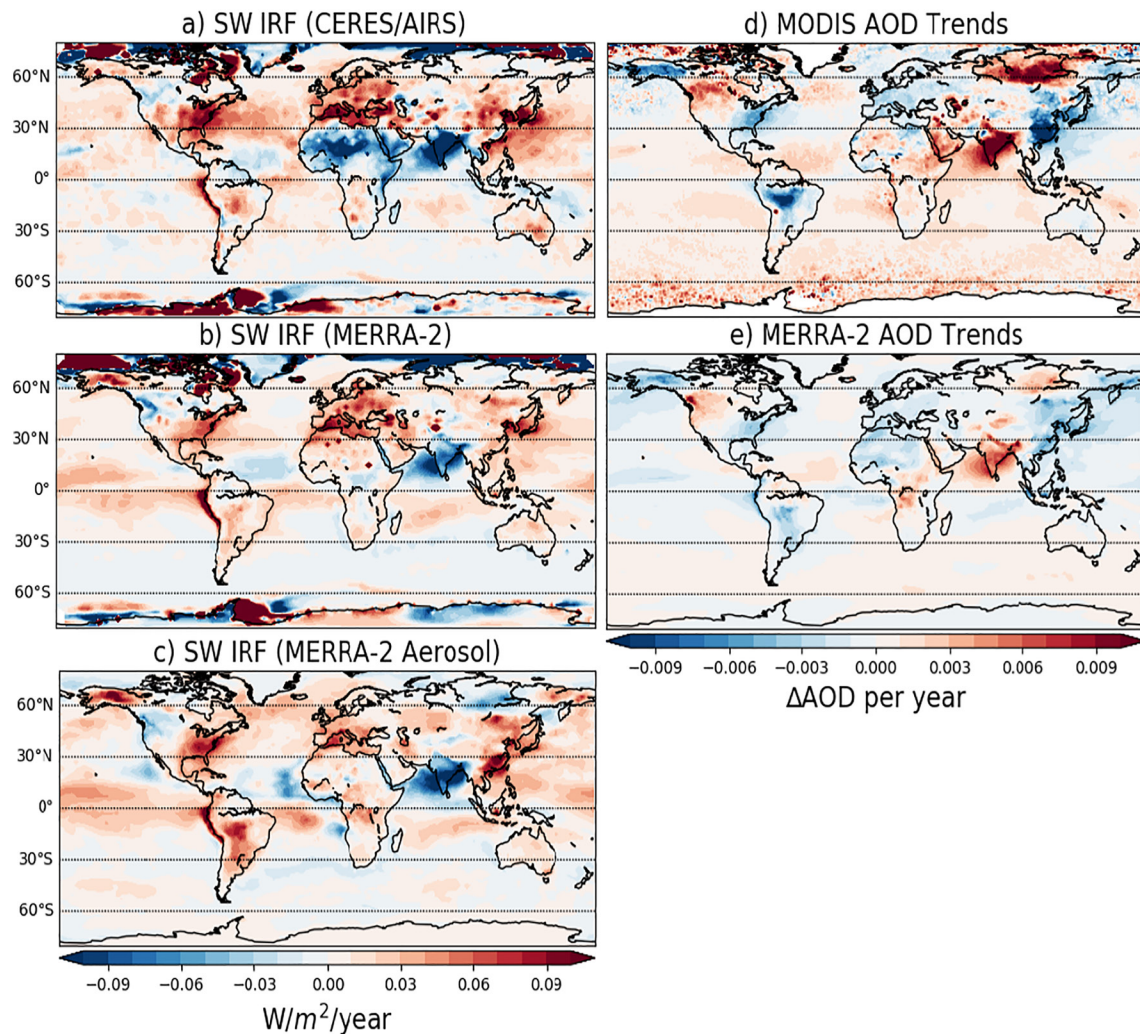 a) SW IRF (CERES/AIRS)
60°N
30°N
0°
30°S
60°S
b) SW IRF (MERRA-2)
60°N
30°N
0°
30°S
60°S
c) SW IRF (MERRA-2 Aerosol)
60°N
30°N
0°
30°S
60°S
−0.09 −0.06 −0.03 0.00 0.03 0.06 0.09
W/m²/year
d) MODIS AOD Trends
e) MERRA-2 AOD Trends
−0.009 −0.006 −0.003 0.000 0.003 0.006 0.009
ΔAOD per year